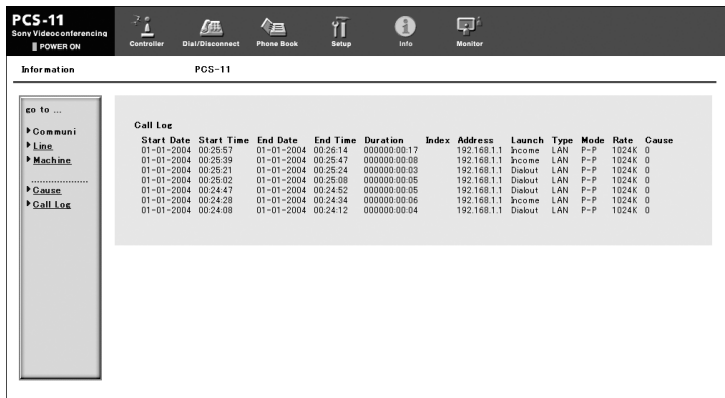 PCS-11
Sony Videoconferencing
POWER ON
Controller Dial/Disconnect Phone Book Setup Info Monitor
Information PCS-11
go to ...
Communi
Line
Machine
Cause
Call Log
Call Log
Start Date Start Time End Date End Time Duration Index Address Launch Type Mode Rate Cause
01-01-2004 00:25:57 01-01-2004 00:26:14 000000:00:17 192.168.1.1 Income LAN P-P 1024K 0
01-01-2004 00:25:39 01-01-2004 00:25:47 000000:00:08 192.168.1.1 Income LAN P-P 1024K 0
01-01-2004 00:25:21 01-01-2004 00:25:24 000000:00:03 192.168.1.1 Dialout LAN P-P 1024K 0
01-01-2004 00:25:02 01-01-2004 00:25:08 000000:00:05 192.168.1.1 Dialout LAN P-P 1024K 0
01-01-2004 00:24:47 01-01-2004 00:24:52 000000:00:05 192.168.1.1 Dialout LAN P-P 1024K 0
01-01-2004 00:24:28 01-01-2004 00:24:34 000000:00:06 192.168.1.1 Income LAN P-P 1024K 0
01-01-2004 00:24:08 01-01-2004 00:24:12 000000:00:04 192.168.1.1 Dialout LAN P-P 1024K 0